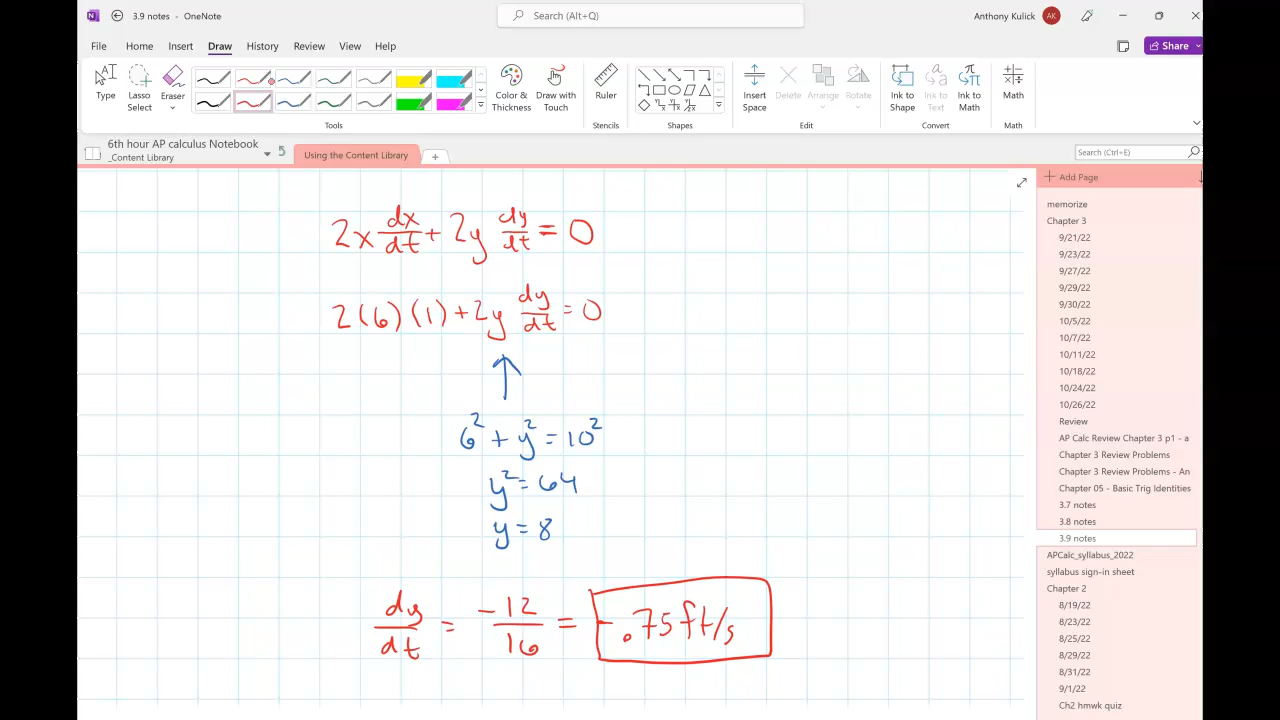 3.9 notes - OneNote
Search (Alt+Q)
Anthony Kulick AK
File Home Insert Draw History Review View Help
Share
Type
Lasso Select
Eraser
Color & Thickness
Draw with Touch
Ruler
Insert Space
Delete
Arrange
Rotate
Ink to Shape
Ink to Text
Ink to Math
Math
Tools
Stencils
Shapes
Edit
Convert
Math
6th hour AP calculus Notebook
_Content Library
Using the Content Library
Search (Ctrl+E)
Add Page
2x dx/dt + 2y dy/dt = 0
2(6)(1) + 2y dy/dt = 0
6² + y² = 10²
y² = 64
y = 8
dy/dt = -12/16 = -.75 ft/s
memorize
Chapter 3
9/21/22
9/23/22
9/27/22
9/29/22
9/30/22
10/5/22
10/7/22
10/11/22
10/18/22
10/24/22
10/26/22
Review
AP Calc Review Chapter 3 p1 - a
Chapter 3 Review Problems
Chapter 3 Review Problems - An
Chapter 05 - Basic Trig Identities
3.7 notes
3.8 notes
3.9 notes
APCalc_syllabus_2022
syllabus sign-in sheet
Chapter 2
8/19/22
8/23/22
8/25/22
8/29/22
8/31/22
9/1/22
Ch2 hmwk quiz